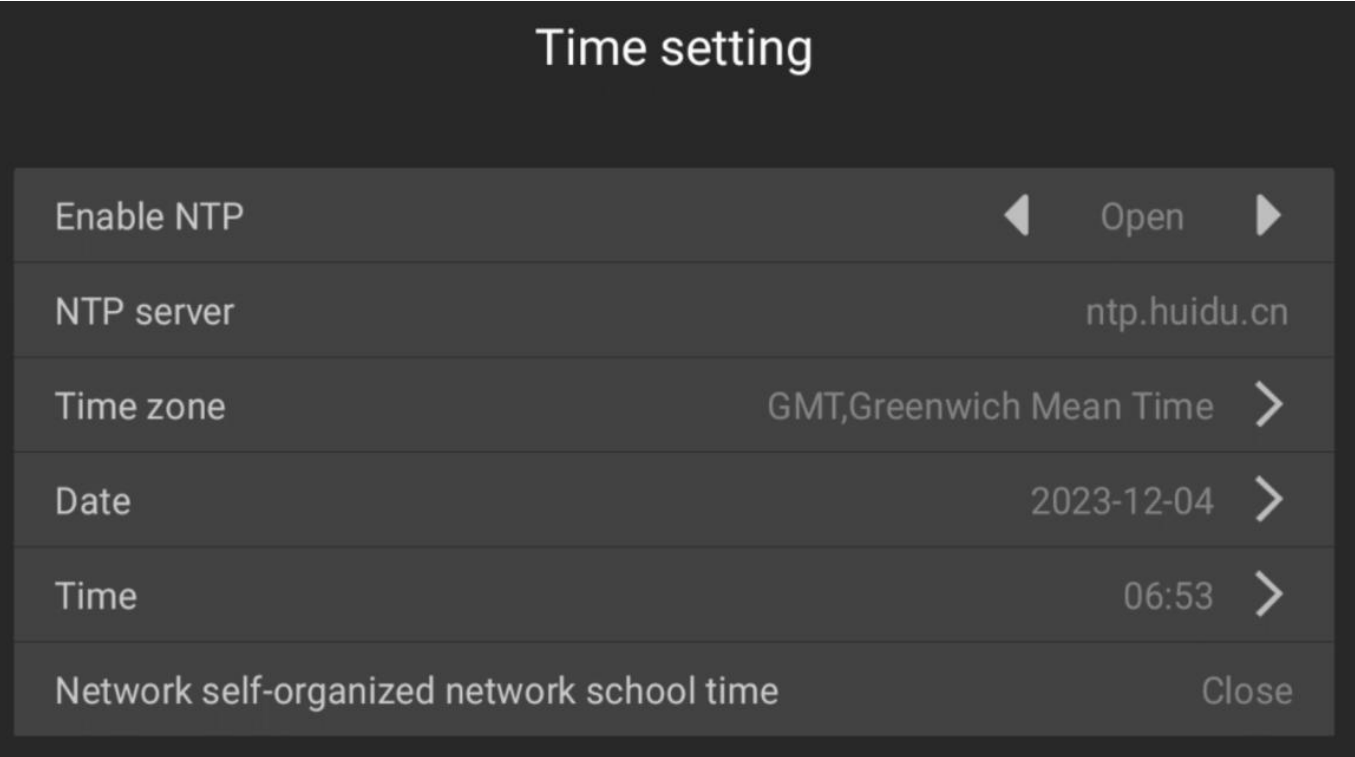 Time setting
Enable NTP Open
NTP server ntp.huidu.cn
Time zone GMT,Greenwich Mean Time
Date 2023-12-04
Time 06:53
Network self-organized network school time Close